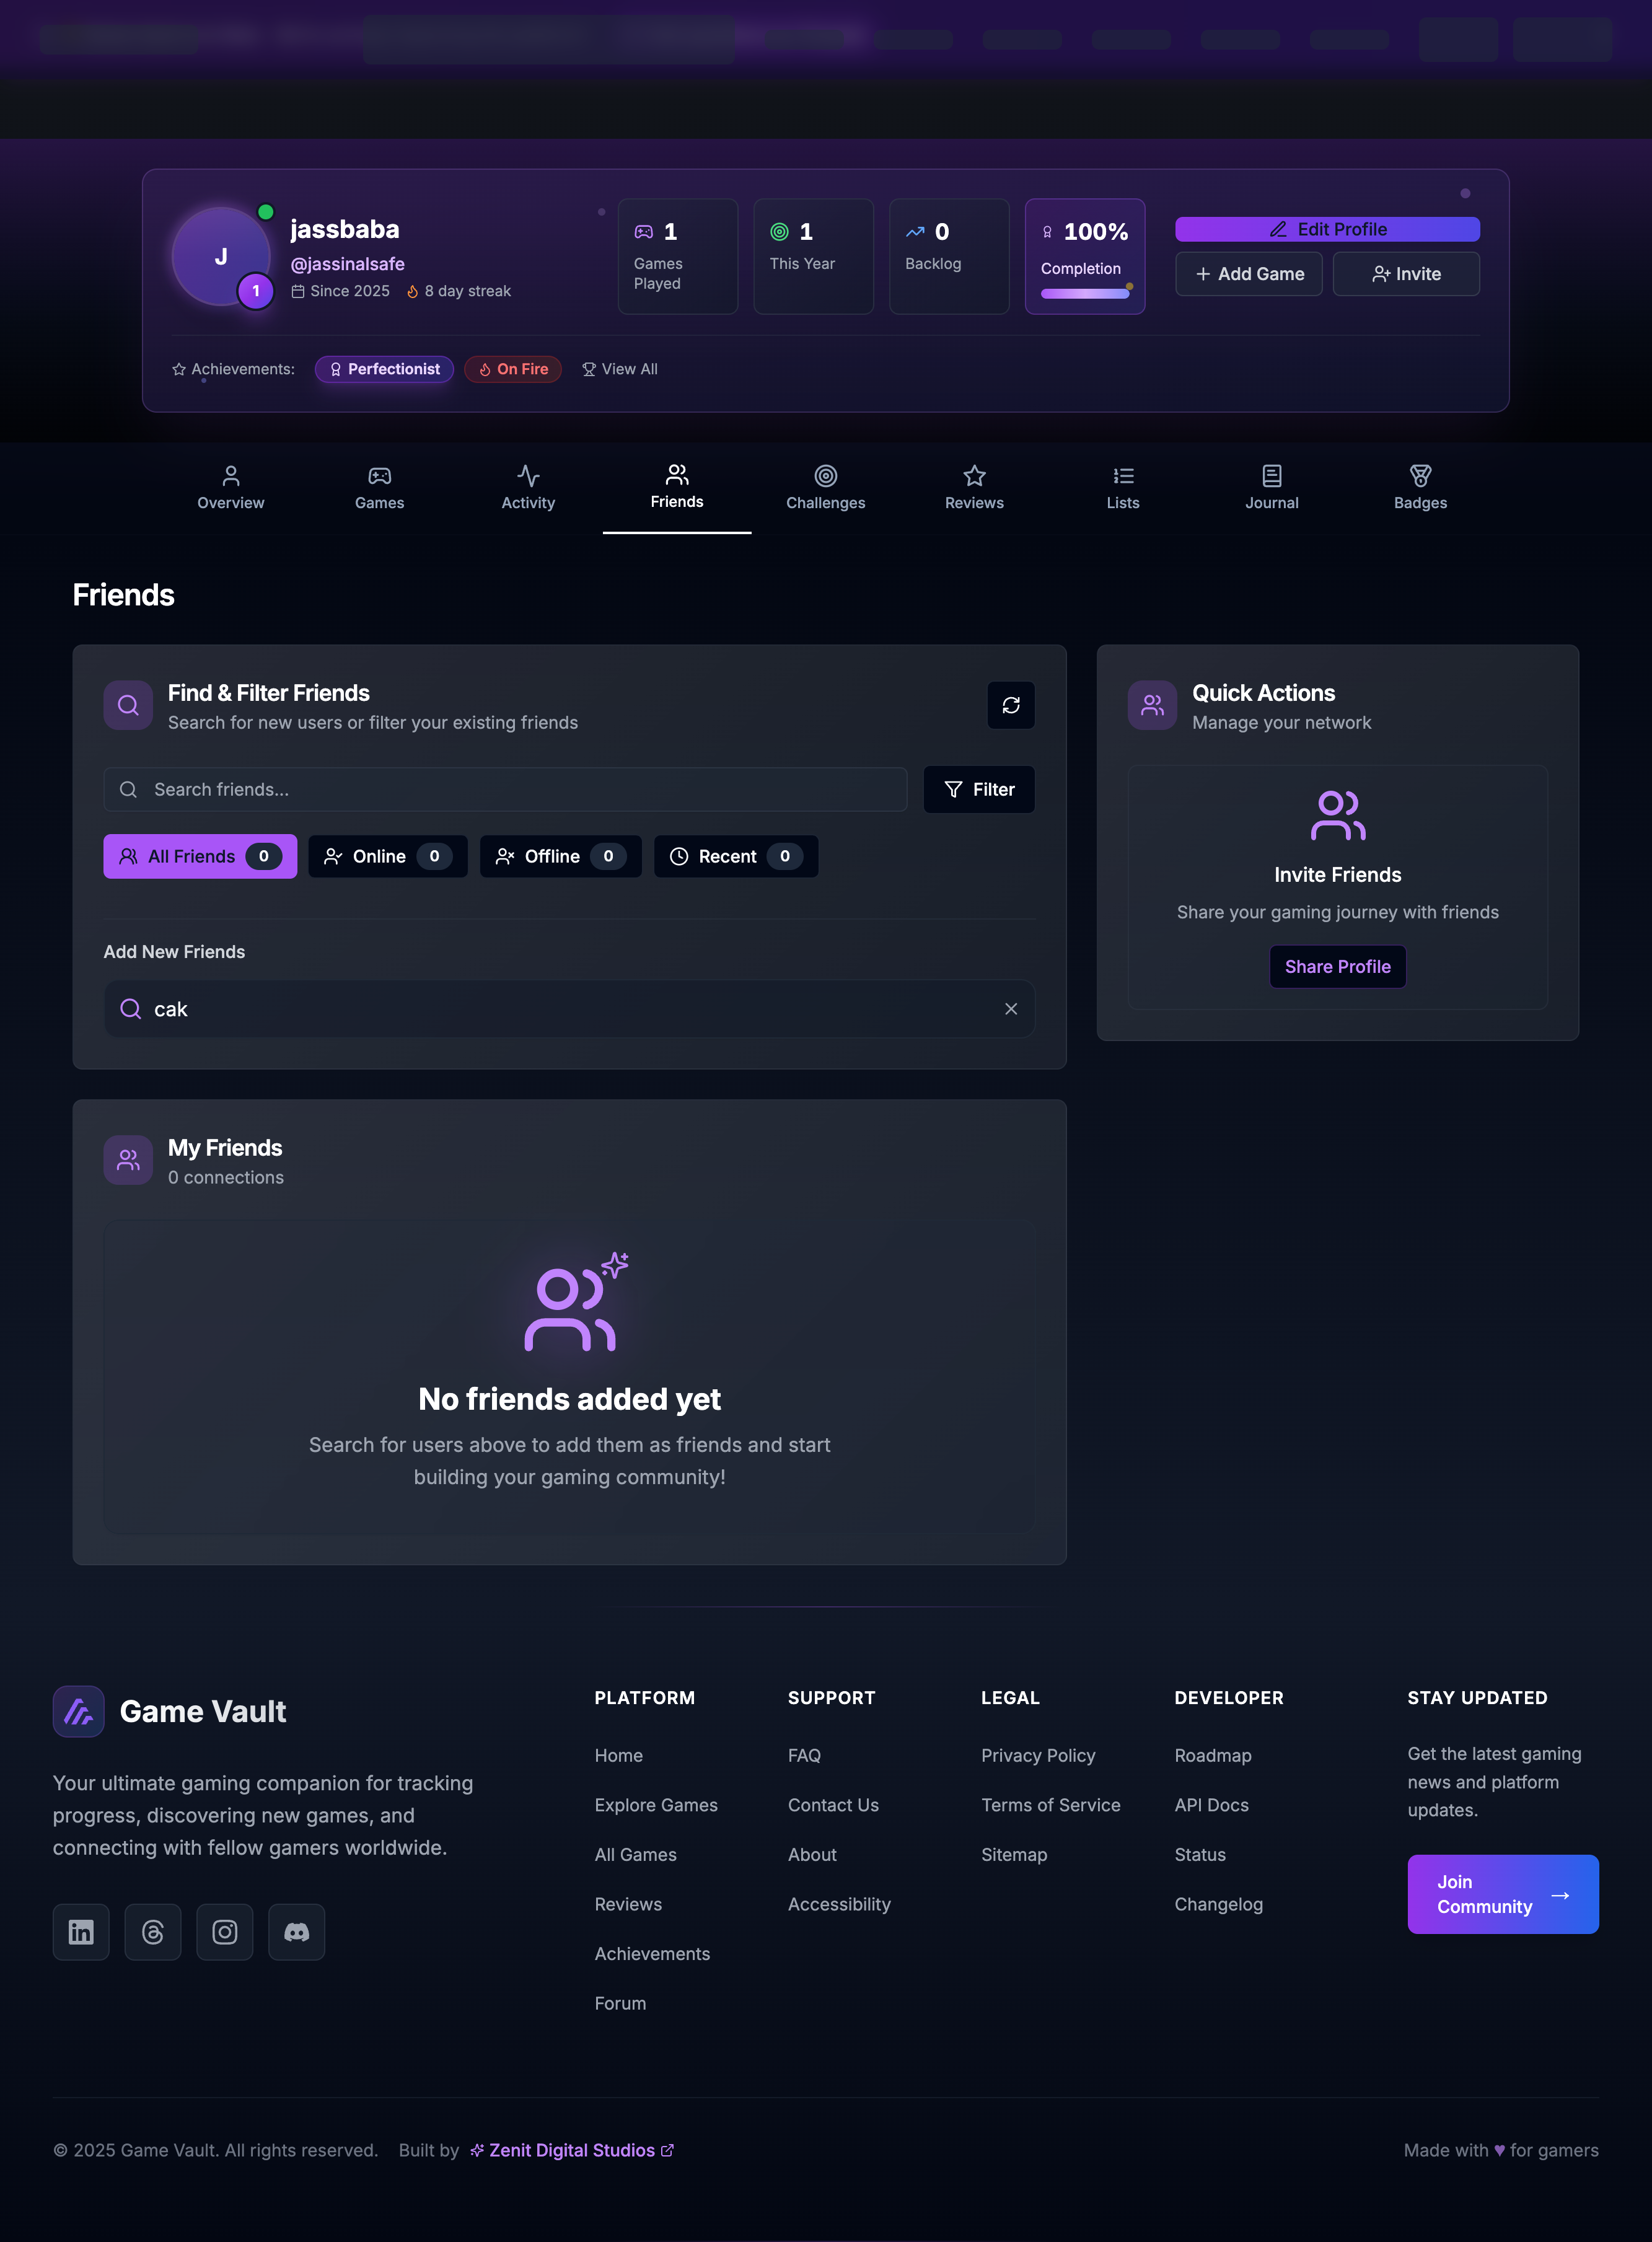 J
1
jassbaba
@jassinalsafe
Since 2025 8 day streak
1
Games
Played
1
This Year
0
Backlog
100%
Completion
Edit Profile
Add Game
Invite
Achievements: Perfectionist On Fire View All
Overview Games Activity Friends Challenges Reviews Lists Journal Badges
Friends
Find & Filter Friends
Search for new users or filter your existing friends
Search friends...
Filter
All Friends 0 Online 0 Offline 0 Recent 0
Add New Friends
cak
Quick Actions
Manage your network
Invite Friends
Share your gaming journey with friends
Share Profile
My Friends
0 connections
No friends added yet
Search for users above to add them as friends and start
building your gaming community!
Game Vault
Your ultimate gaming companion for tracking
progress, discovering new games, and
connecting with fellow gamers worldwide.
PLATFORM
Home
Explore Games
All Games
Reviews
Achievements
Forum
SUPPORT
FAQ
Contact Us
About
Accessibility
LEGAL
Privacy Policy
Terms of Service
Sitemap
DEVELOPER
Roadmap
API Docs
Status
Changelog
STAY UPDATED
Get the latest gaming
news and platform
updates.
Join
Community →
© 2025 Game Vault. All rights reserved. Built by Zenit Digital Studios
Made with ♥ for gamers